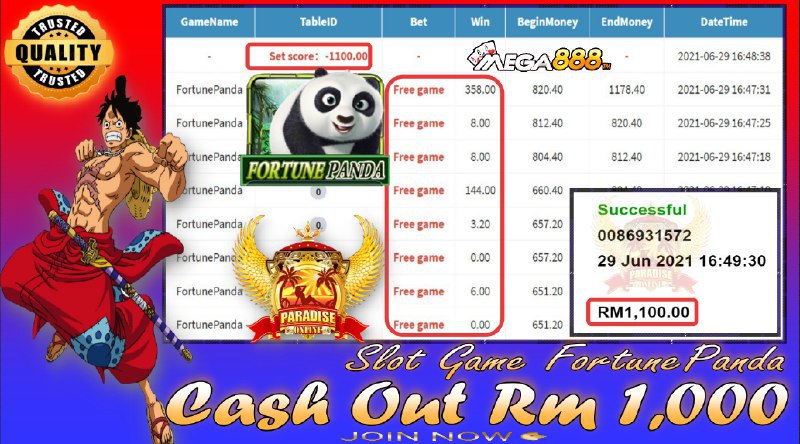 TRUSTED
QUALITY
TRUSTED
GameName TableID Bet Win BeginMoney EndMoney DateTime
- Set score: -1100.00 - - 2021-06-29 16:48:38
MEGA888
FortunePanda Free game 358.00 820.40 1178.40 2021-06-29 16:47:31
FortunePanda Free game 8.00 812.40 820.40 2021-06-29 16:47:25
FortunePanda Free game 8.00 804.40 812.40 2021-06-29 16:47:18
FORTUNE PANDA
FortunePanda 0 Free game 144.00 660.40
FortunePanda 0 Free game 3.20 657.20
FortunePanda Free game 0.00 657.20
FortunePanda Free game 6.00 651.20
FortunePanda Free game 0.00 651.20
PARADISE
ONLINE
Successful
0086931572
29 Jun 2021 16:49:30
PARADISE
RM1,100.00
Slot Game FortunePanda
Cash Out Rm 1,000
JOIN NOW